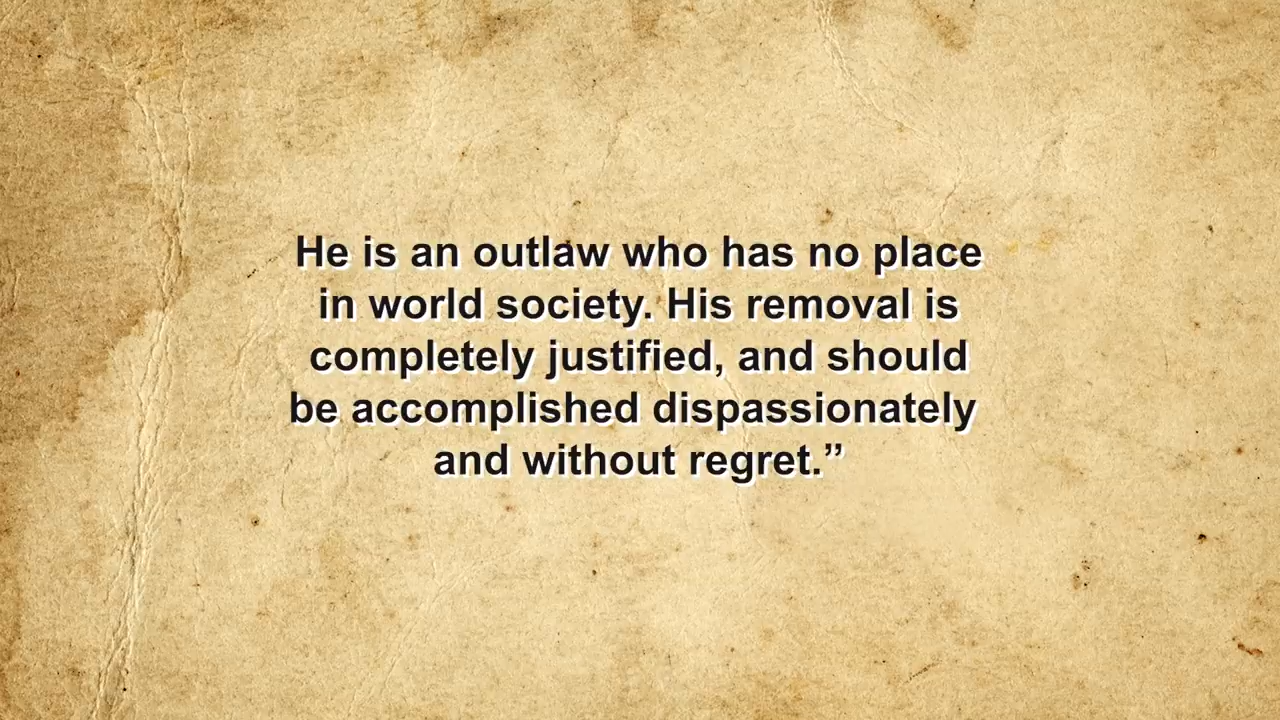 He is an outlaw who has no place
in world society. His removal is
completely justified, and should
be accomplished dispassionately
and without regret.”